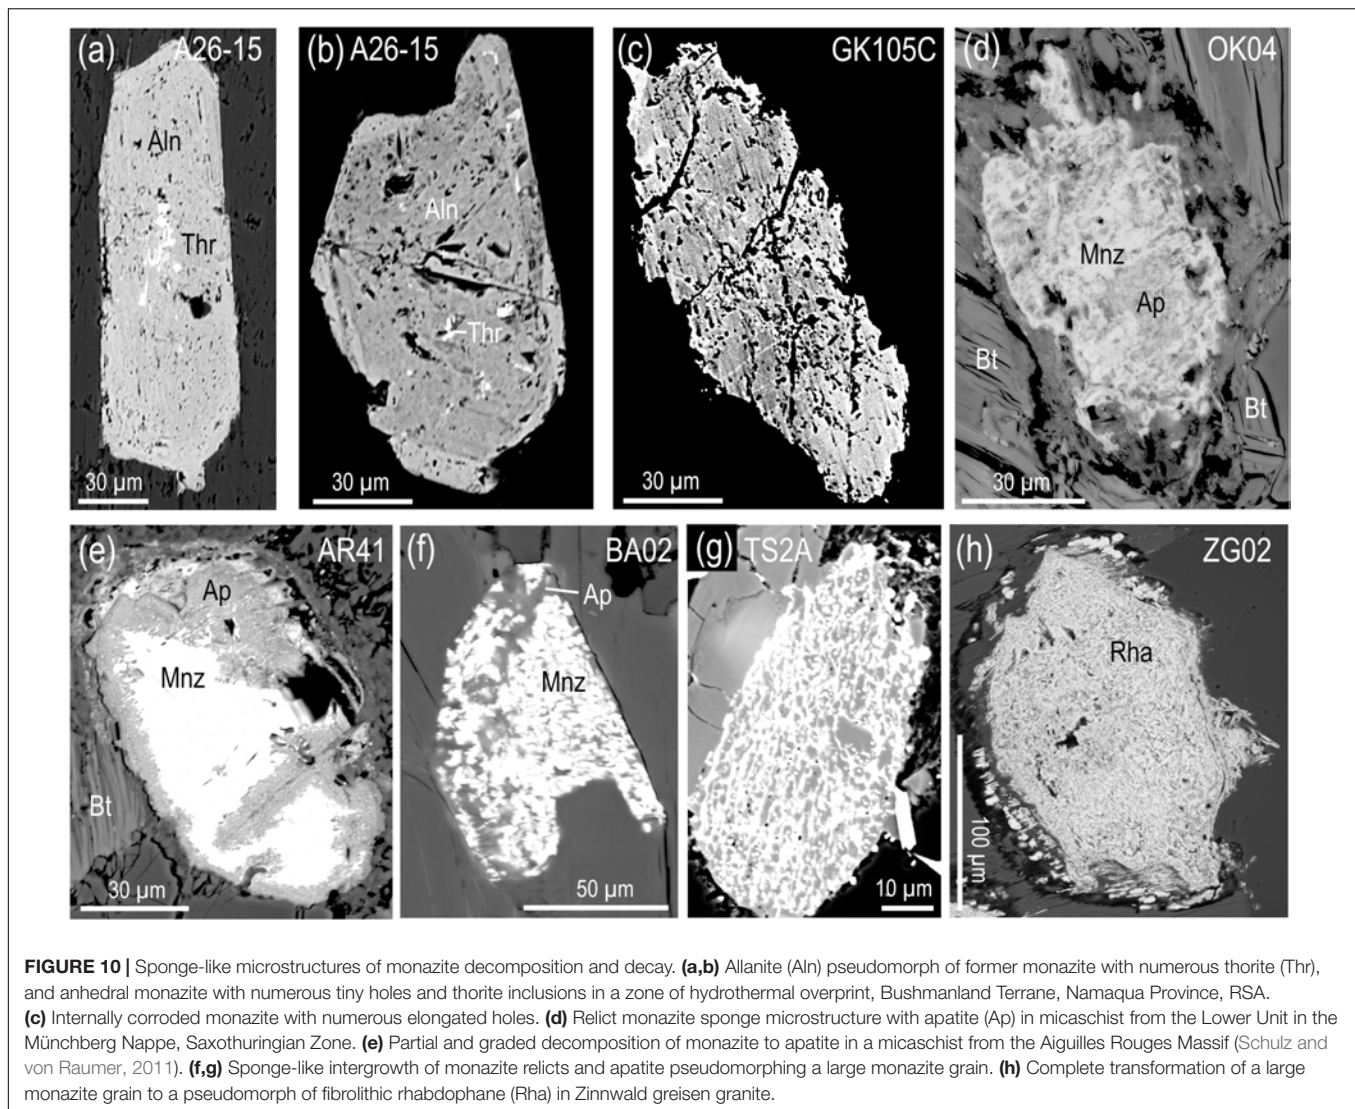 (a) A26-15
Aln
Thr
30 µm
(b) A26-15
Aln
Thr
30 µm
(c) GK105C
30 µm
(d) OK04
Mnz
Ap
Bt
Bt
30 µm
(e) AR41
Ap
Mnz
Bt
30 µm
(f) BA02
Ap
Mnz
50 µm
(g) TS2A
10 µm
(h) ZG02
Rha
100 µm
FIGURE 10 | Sponge-like microstructures of monazite decomposition and decay. (a,b) Allanite (Aln) pseudomorph of former monazite with numerous thorite (Thr),
and anhedral monazite with numerous tiny holes and thorite inclusions in a zone of hydrothermal overprint, Bushmanland Terrane, Namaqua Province, RSA.
(c) Internally corroded monazite with numerous elongated holes. (d) Relict monazite sponge microstructure with apatite (Ap) in micaschist from the Lower Unit in the
Münchberg Nappe, Saxothuringian Zone. (e) Partial and graded decomposition of monazite to apatite in a micaschist from the Aiguilles Rouges Massif (Schulz and
von Raumer, 2011). (f,g) Sponge-like intergrowth of monazite relicts and apatite pseudomorphing a large monazite grain. (h) Complete transformation of a large
monazite grain to a pseudomorph of fibrolithic rhabdophane (Rha) in Zinnwald greisen granite.